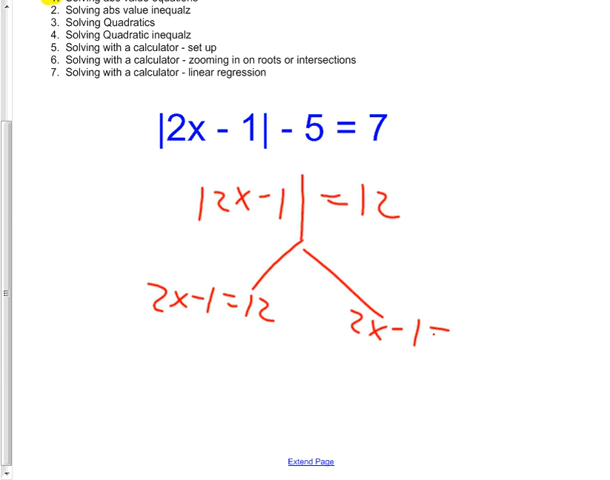 2. Solving abs value inequalz
3. Solving Quadratics
4. Solving Quadratic inequalz
5. Solving with a calculator - set up
6. Solving with a calculator - zooming in on roots or intersections
7. Solving with a calculator - linear regression
|2x - 1| - 5 = 7
|2x-1| = 12
2x-1=12
2x-1=
Extend Page